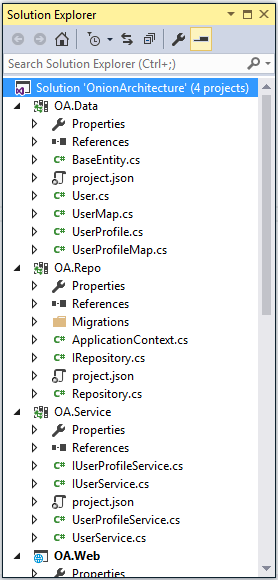 Solution Explorer
Search Solution Explorer (Ctrl+;)
Solution 'OnionArchitecture' (4 projects)
OA.Data
Properties
References
C# BaseEntity.cs
project.json
C# User.cs
C# UserMap.cs
C# UserProfile.cs
C# UserProfileMap.cs
OA.Repo
Properties
References
Migrations
C# ApplicationContext.cs
C# IRepository.cs
project.json
C# Repository.cs
OA.Service
Properties
References
C# IUserProfileService.cs
C# IUserService.cs
project.json
C# UserProfileService.cs
C# UserService.cs
OA.Web
Properties